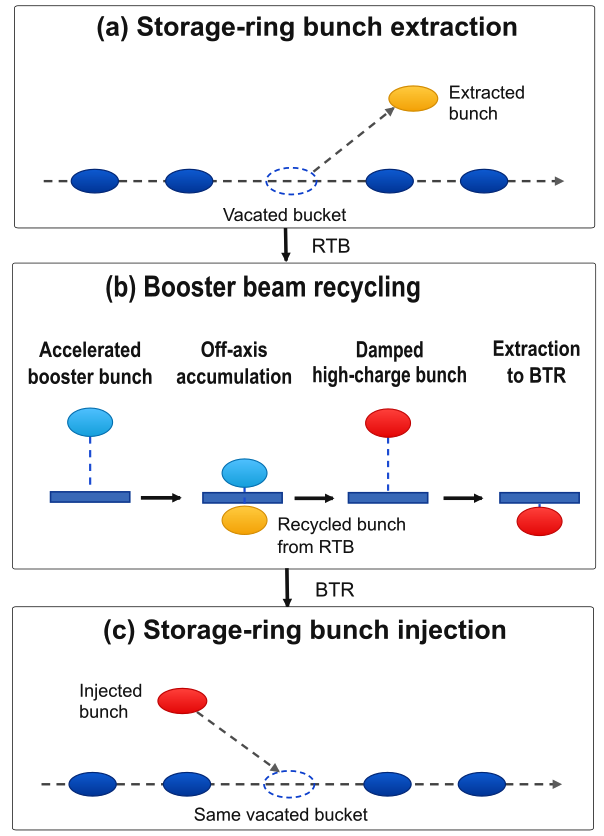 (a) Storage-ring bunch extraction
Extracted
bunch
Vacated bucket
RTB
(b) Booster beam recycling
Accelerated
booster bunch
Off-axis
accumulation
Damped
high-charge bunch
Extraction
to BTR
Recycled bunch
from RTB
BTR
(c) Storage-ring bunch injection
Injected
bunch
Same vacated bucket